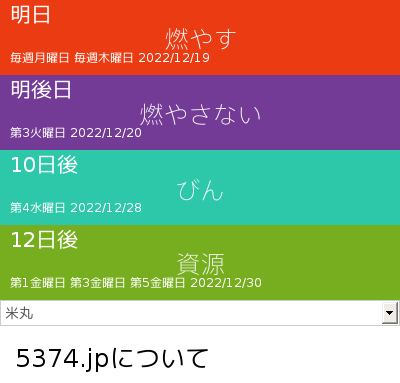 明日
燃やす
毎週月曜日 毎週木曜日 2022/12/19
明後日
燃やさない
第3火曜日 2022/12/20
10日後
びん
第4水曜日 2022/12/28
12日後
資源
第1金曜日 第3金曜日 第5金曜日 2022/12/30
米丸
5374.jpについて